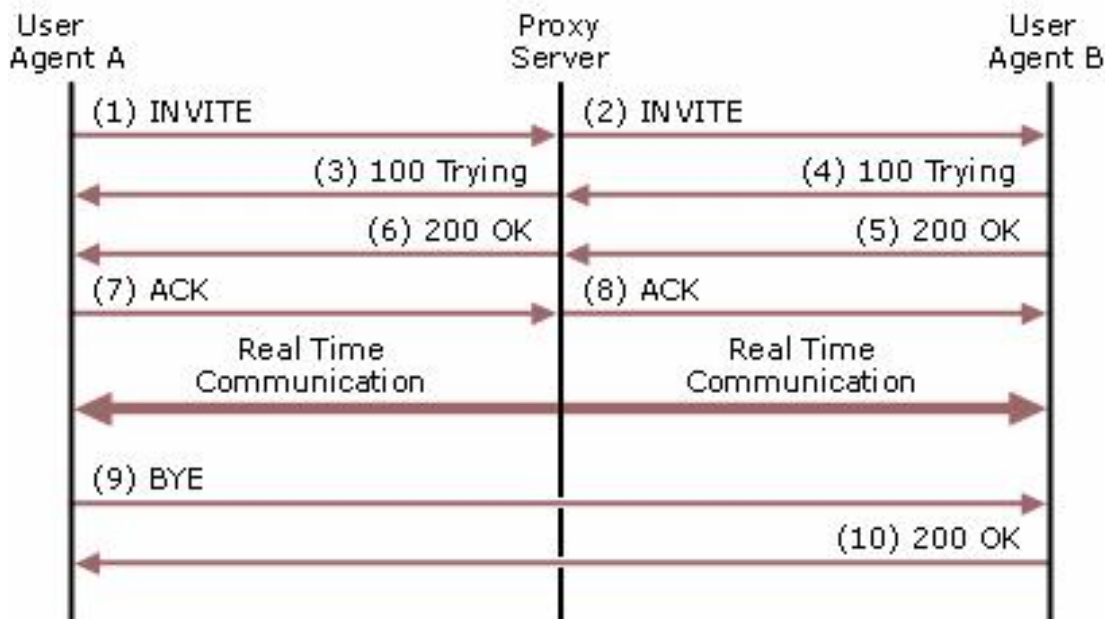 User
Agent A
Proxy
Server
User
Agent B
(1) INVITE
(2) INVITE
(3) 100 Trying
(4) 100 Trying
(6) 200 OK
(5) 200 OK
(7) ACK
(8) ACK
Real Time
Communication
Real Time
Communication
(9) BYE
(10) 200 OK